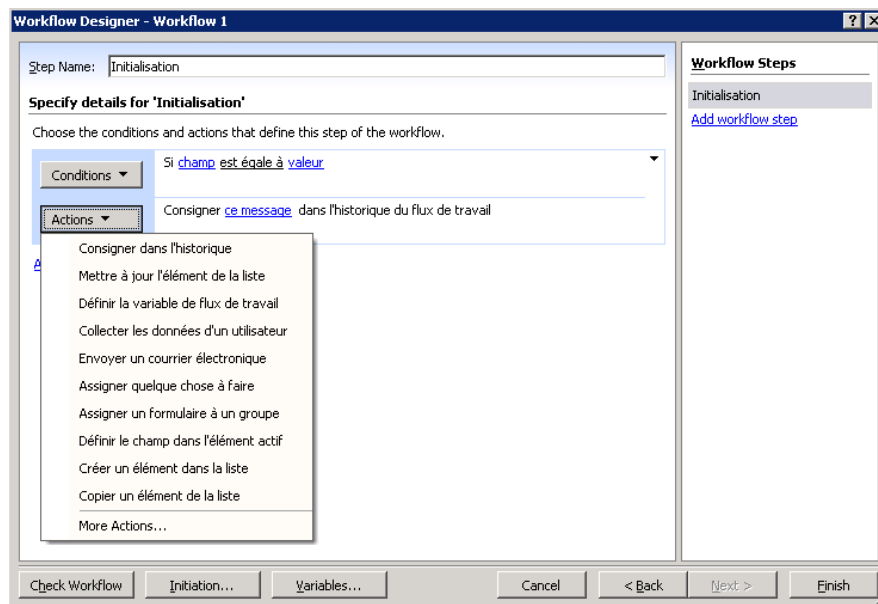 Workflow Designer - Workflow 1
Step Name: Initialisation
Specify details for 'Initialisation'
Choose the conditions and actions that define this step of the workflow.
Conditions
Si champ est égale à valeur
Actions
Consigner ce message dans l'historique du flux de travail
A
Consigner dans l'historique
Mettre à jour l'élément de la liste
Définir la variable de flux de travail
Collecter les données d'un utilisateur
Envoyer un courrier électronique
Assigner quelque chose à faire
Assigner un formulaire à un groupe
Définir le champ dans l'élément actif
Créer un élément dans la liste
Copier un élément de la liste
More Actions...
Workflow Steps
Initialisation
Add workflow step
Check Workflow
Initiation...
Variables...
Cancel
< Back
Next >
Finish